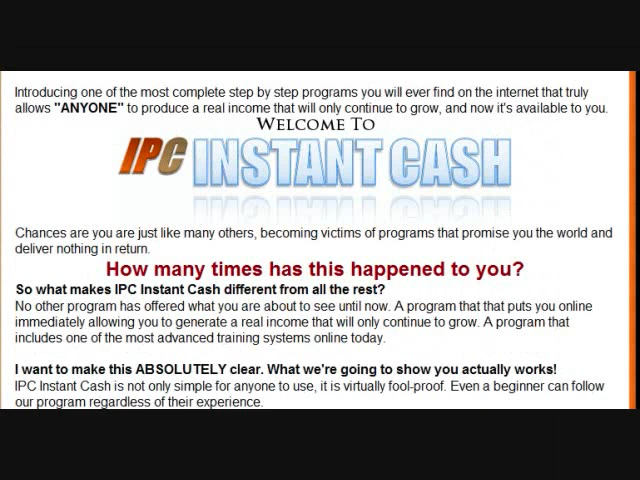 Introducing one of the most complete step by step programs you will ever find on the internet that truly
allows "ANYONE" to produce a real income that will only continue to grow, and now it's available to you.
WELCOME TO
IPC INSTANT CASH
Chances are you are just like many others, becoming victims of programs that promise you the world and
deliver nothing in return.
How many times has this happened to you?
So what makes IPC Instant Cash different from all the rest?
No other program has offered what you are about to see until now. A program that that puts you online
immediately allowing you to generate a real income that will only continue to grow. A program that
includes one of the most advanced training systems online today.
I want to make this ABSOLUTELY clear. What we're going to show you actually works!
IPC Instant Cash is not only simple for anyone to use, it is virtually fool-proof. Even a beginner can follow
our program regardless of their experience.